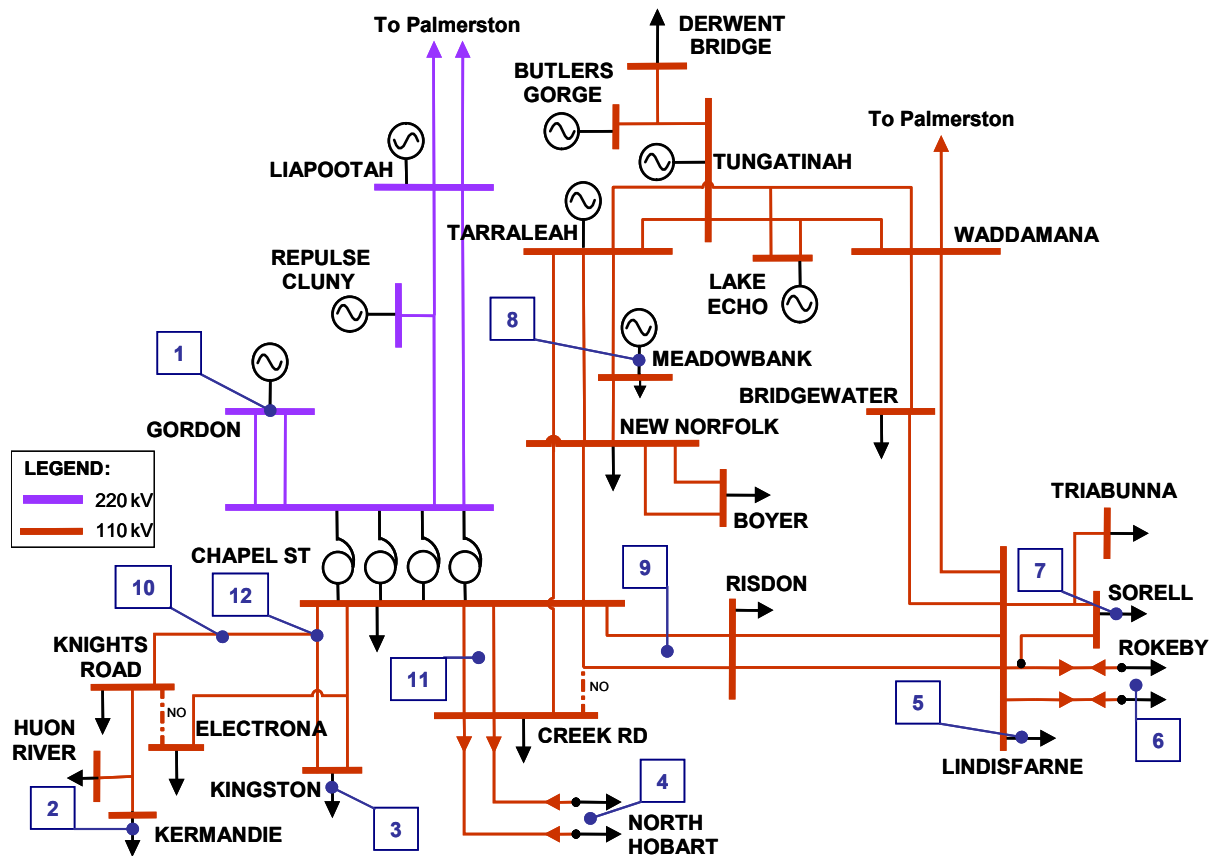 To Palmerston
DERWENT
BRIDGE
BUTLERS
GORGE
To Palmerston
LIAPOOTAH
TUNGATINAH
TARRALEAH
WADDAMANA
REPULSE
CLUNY
LAKE
ECHO
8
1
MEADOWBANK
BRIDGEWATER
GORDON
NEW NORFOLK
LEGEND:
220 kV
110 kV
TRIABUNNA
BOYER
CHAPEL ST
9
RISDON
7
SORELL
10
12
KNIGHTS
ROAD
ROKEBY
11
NO
NO
5
6
HUON
RIVER
ELECTRONA
CREEK RD
LINDISFARNE
KINGSTON
4
2
3
KERMANDIE
NORTH
HOBART